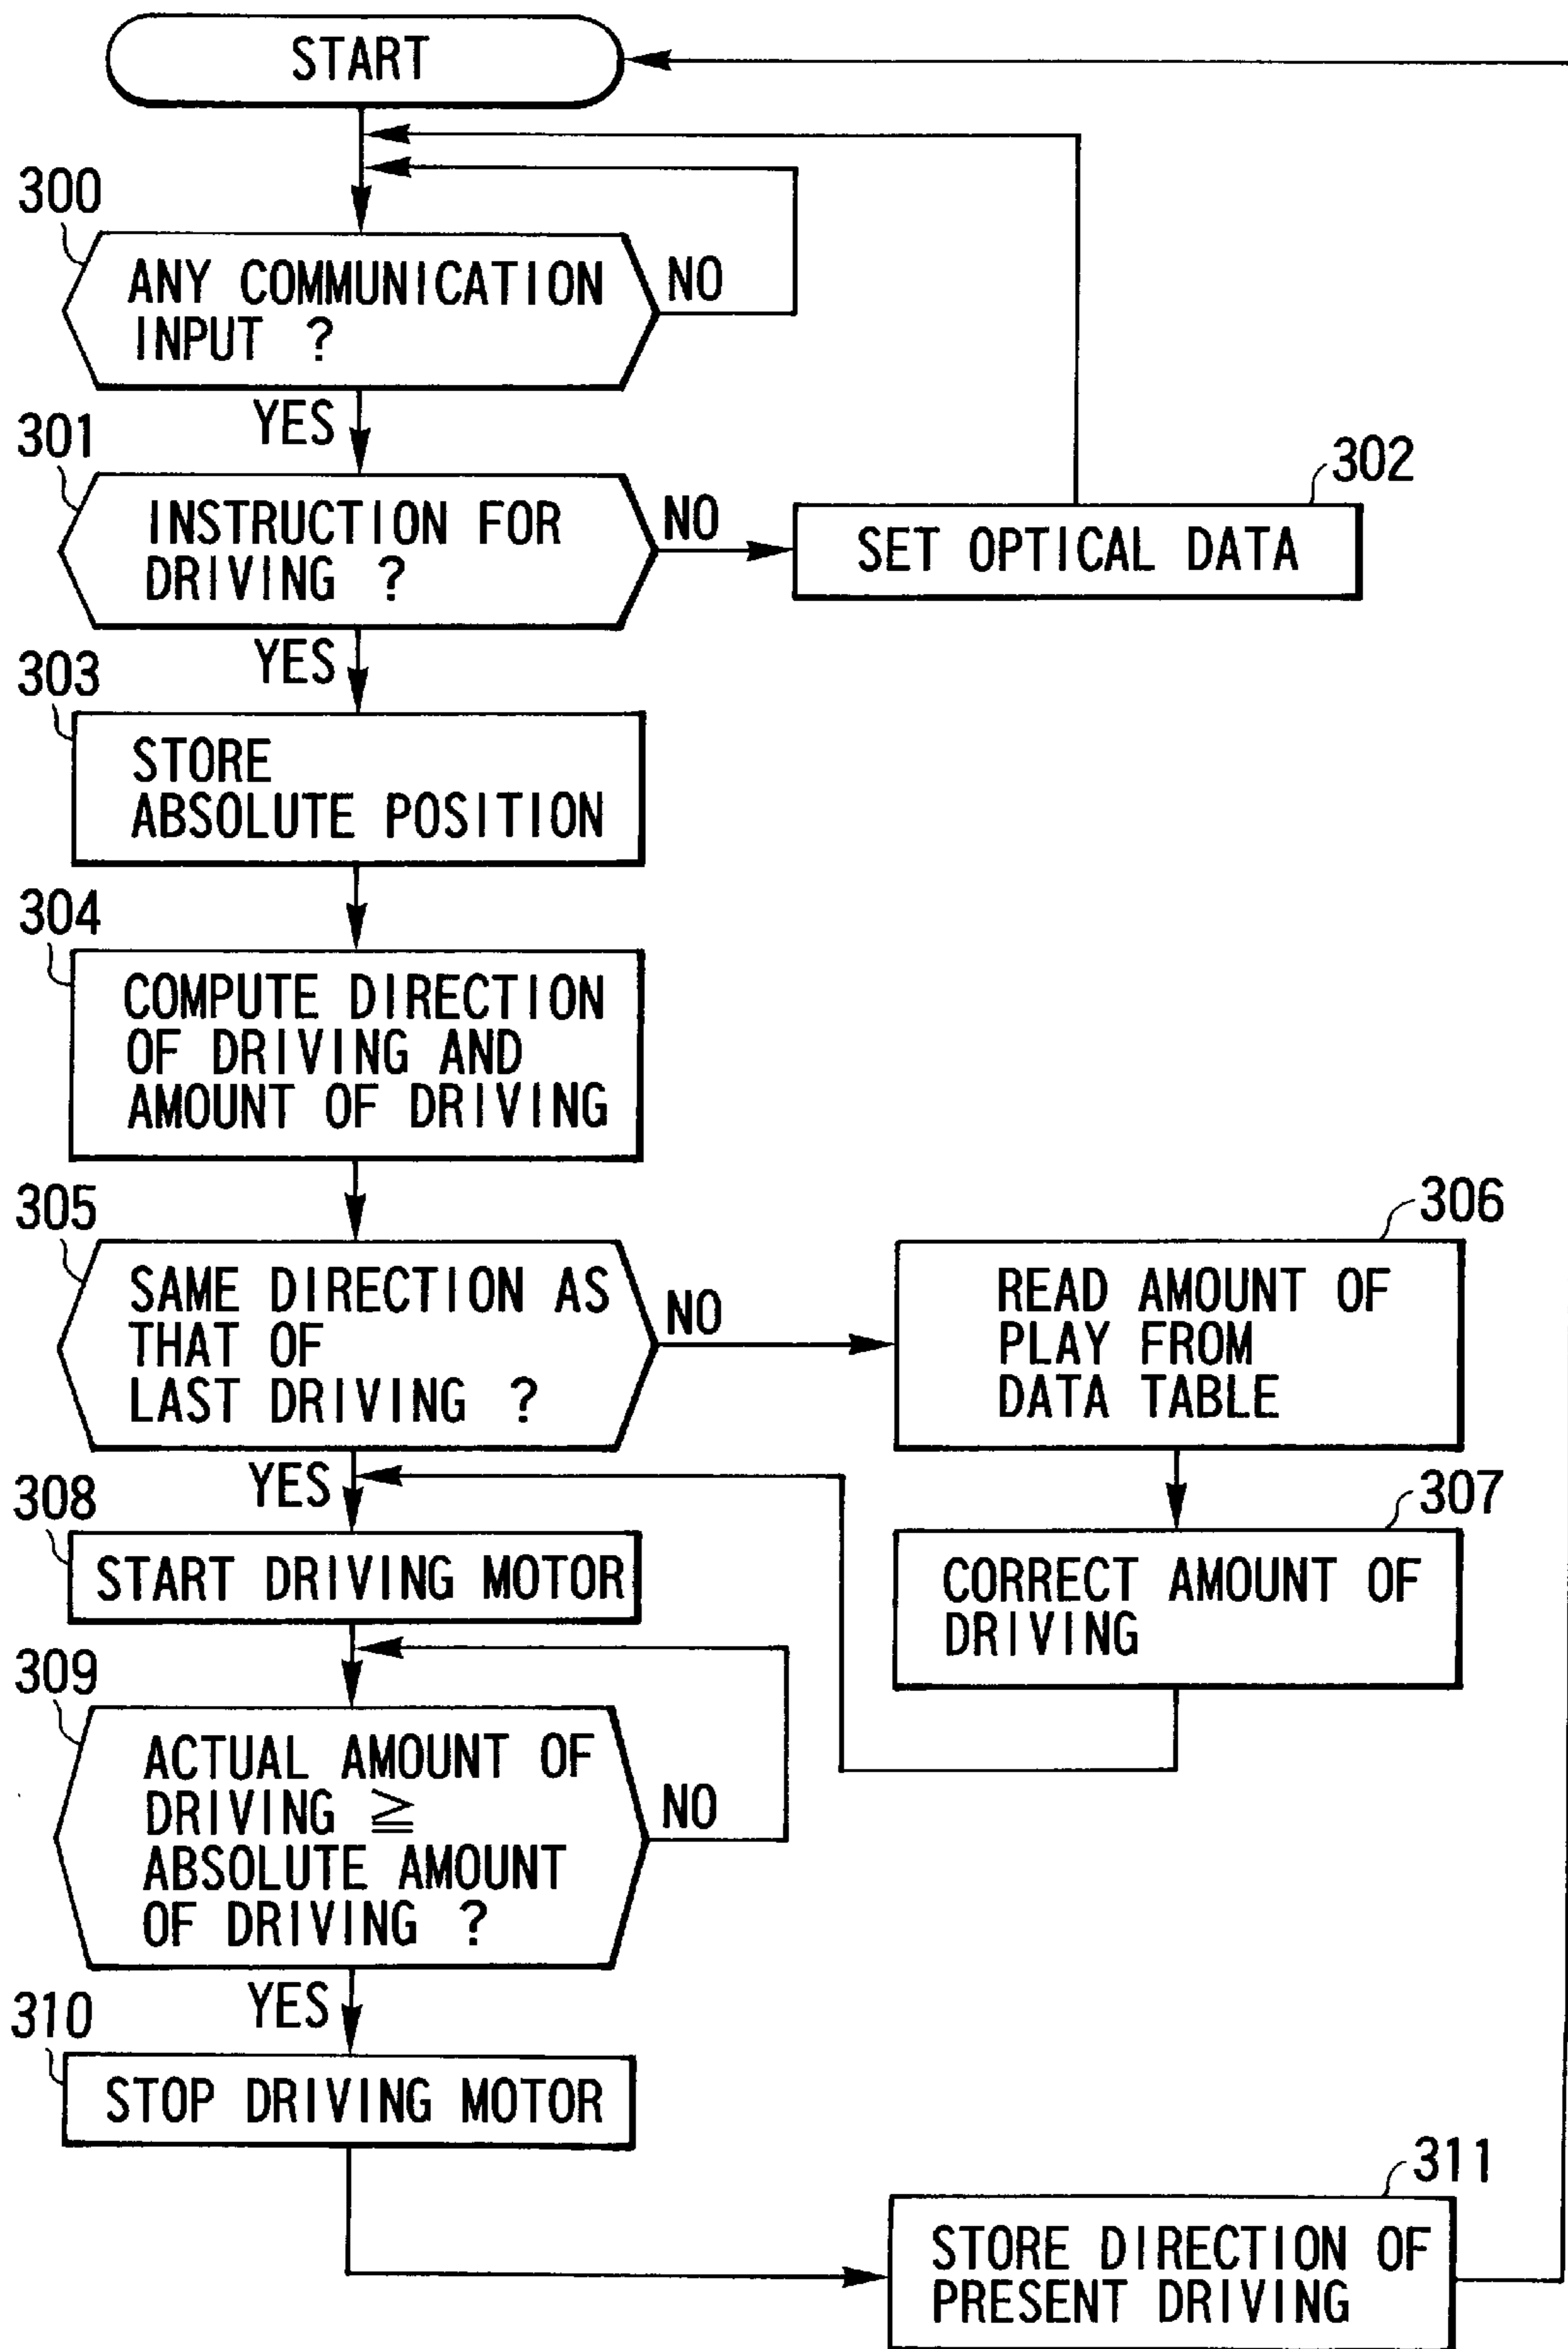 START
300
ANY COMMUNICATION
INPUT ?
NO
YES
301
INSTRUCTION FOR
DRIVING ?
NO
302
SET OPTICAL DATA
YES
303
STORE
ABSOLUTE POSITION
304
COMPUTE DIRECTION
OF DRIVING AND
AMOUNT OF DRIVING
305
SAME DIRECTION AS
THAT OF
LAST DRIVING ?
NO
306
READ AMOUNT OF
PLAY FROM
DATA TABLE
YES
307
CORRECT AMOUNT OF
DRIVING
308
START DRIVING MOTOR
309
ACTUAL AMOUNT OF
DRIVING ≧
ABSOLUTE AMOUNT
OF DRIVING ?
NO
YES
310
STOP DRIVING MOTOR
311
STORE DIRECTION OF
PRESENT DRIVING